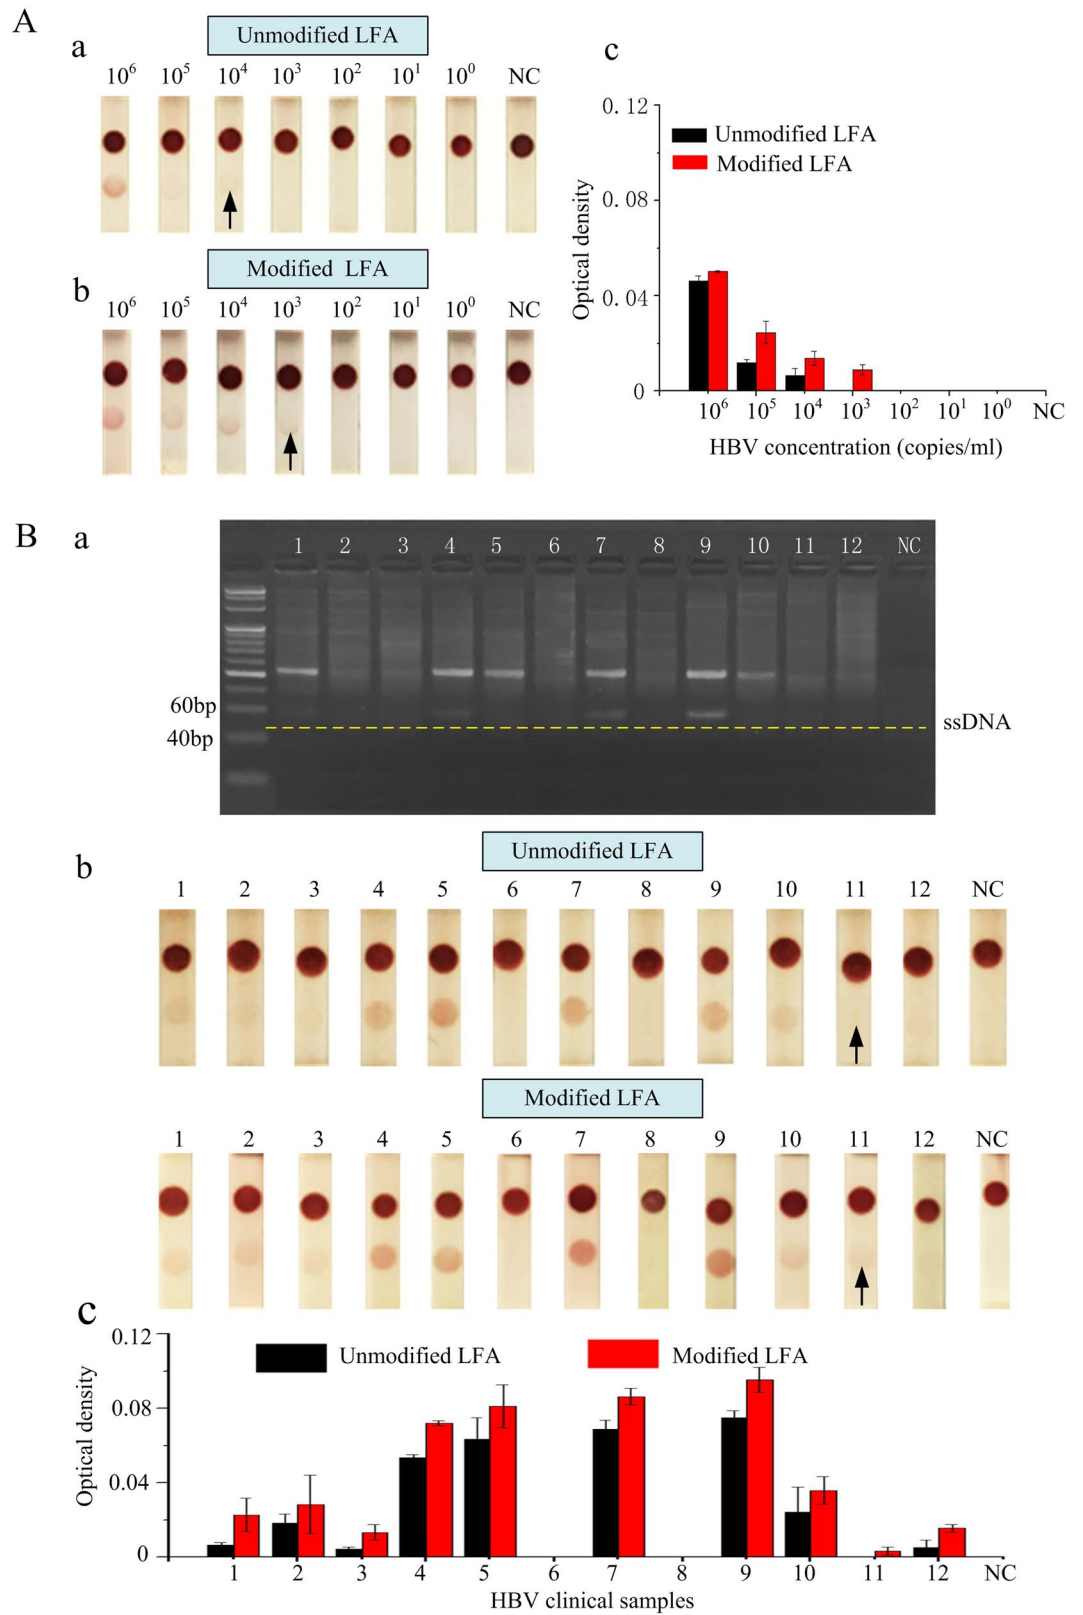 A
a
Unmodified LFA
10⁶ 10⁵ 10⁴ 10³ 10² 10¹ 10⁰ NC
b
Modified LFA
10⁶ 10⁵ 10⁴ 10³ 10² 10¹ 10⁰ NC
c
0.12
0.08
0.04
0
Optical density
Unmodified LFA
Modified LFA
10⁶ 10⁵ 10⁴ 10³ 10² 10¹ 10⁰ NC
HBV concentration (copies/ml)
B
a
1 2 3 4 5 6 7 8 9 10 11 12 NC
60bp
40bp
ssDNA
b
Unmodified LFA
1 2 3 4 5 6 7 8 9 10 11 12 NC
Modified LFA
1 2 3 4 5 6 7 8 9 10 11 12 NC
c
0.12
0.08
0.04
0
Optical density
Unmodified LFA
Modified LFA
1 2 3 4 5 6 7 8 9 10 11 12 NC
HBV clinical samples